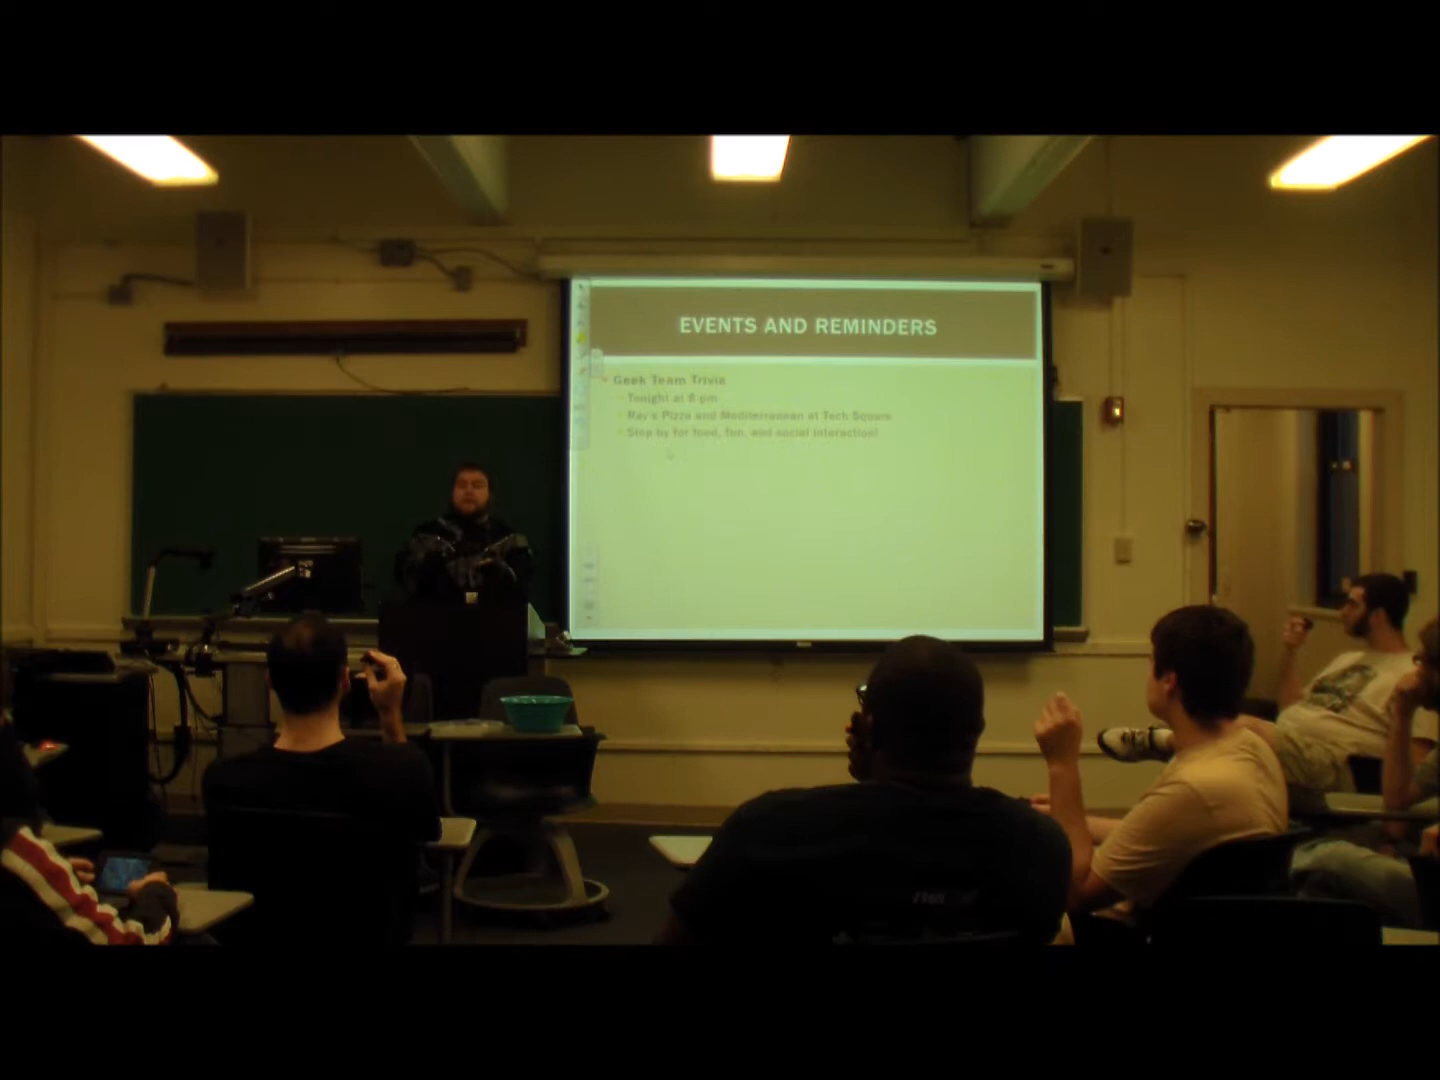 EVENTS AND REMINDERS
Geek Team Trivia
Tonight at 8 pm
Ray's Pizza and Mediterranean at Tech Square
Stop by for food, fun, and social interaction!